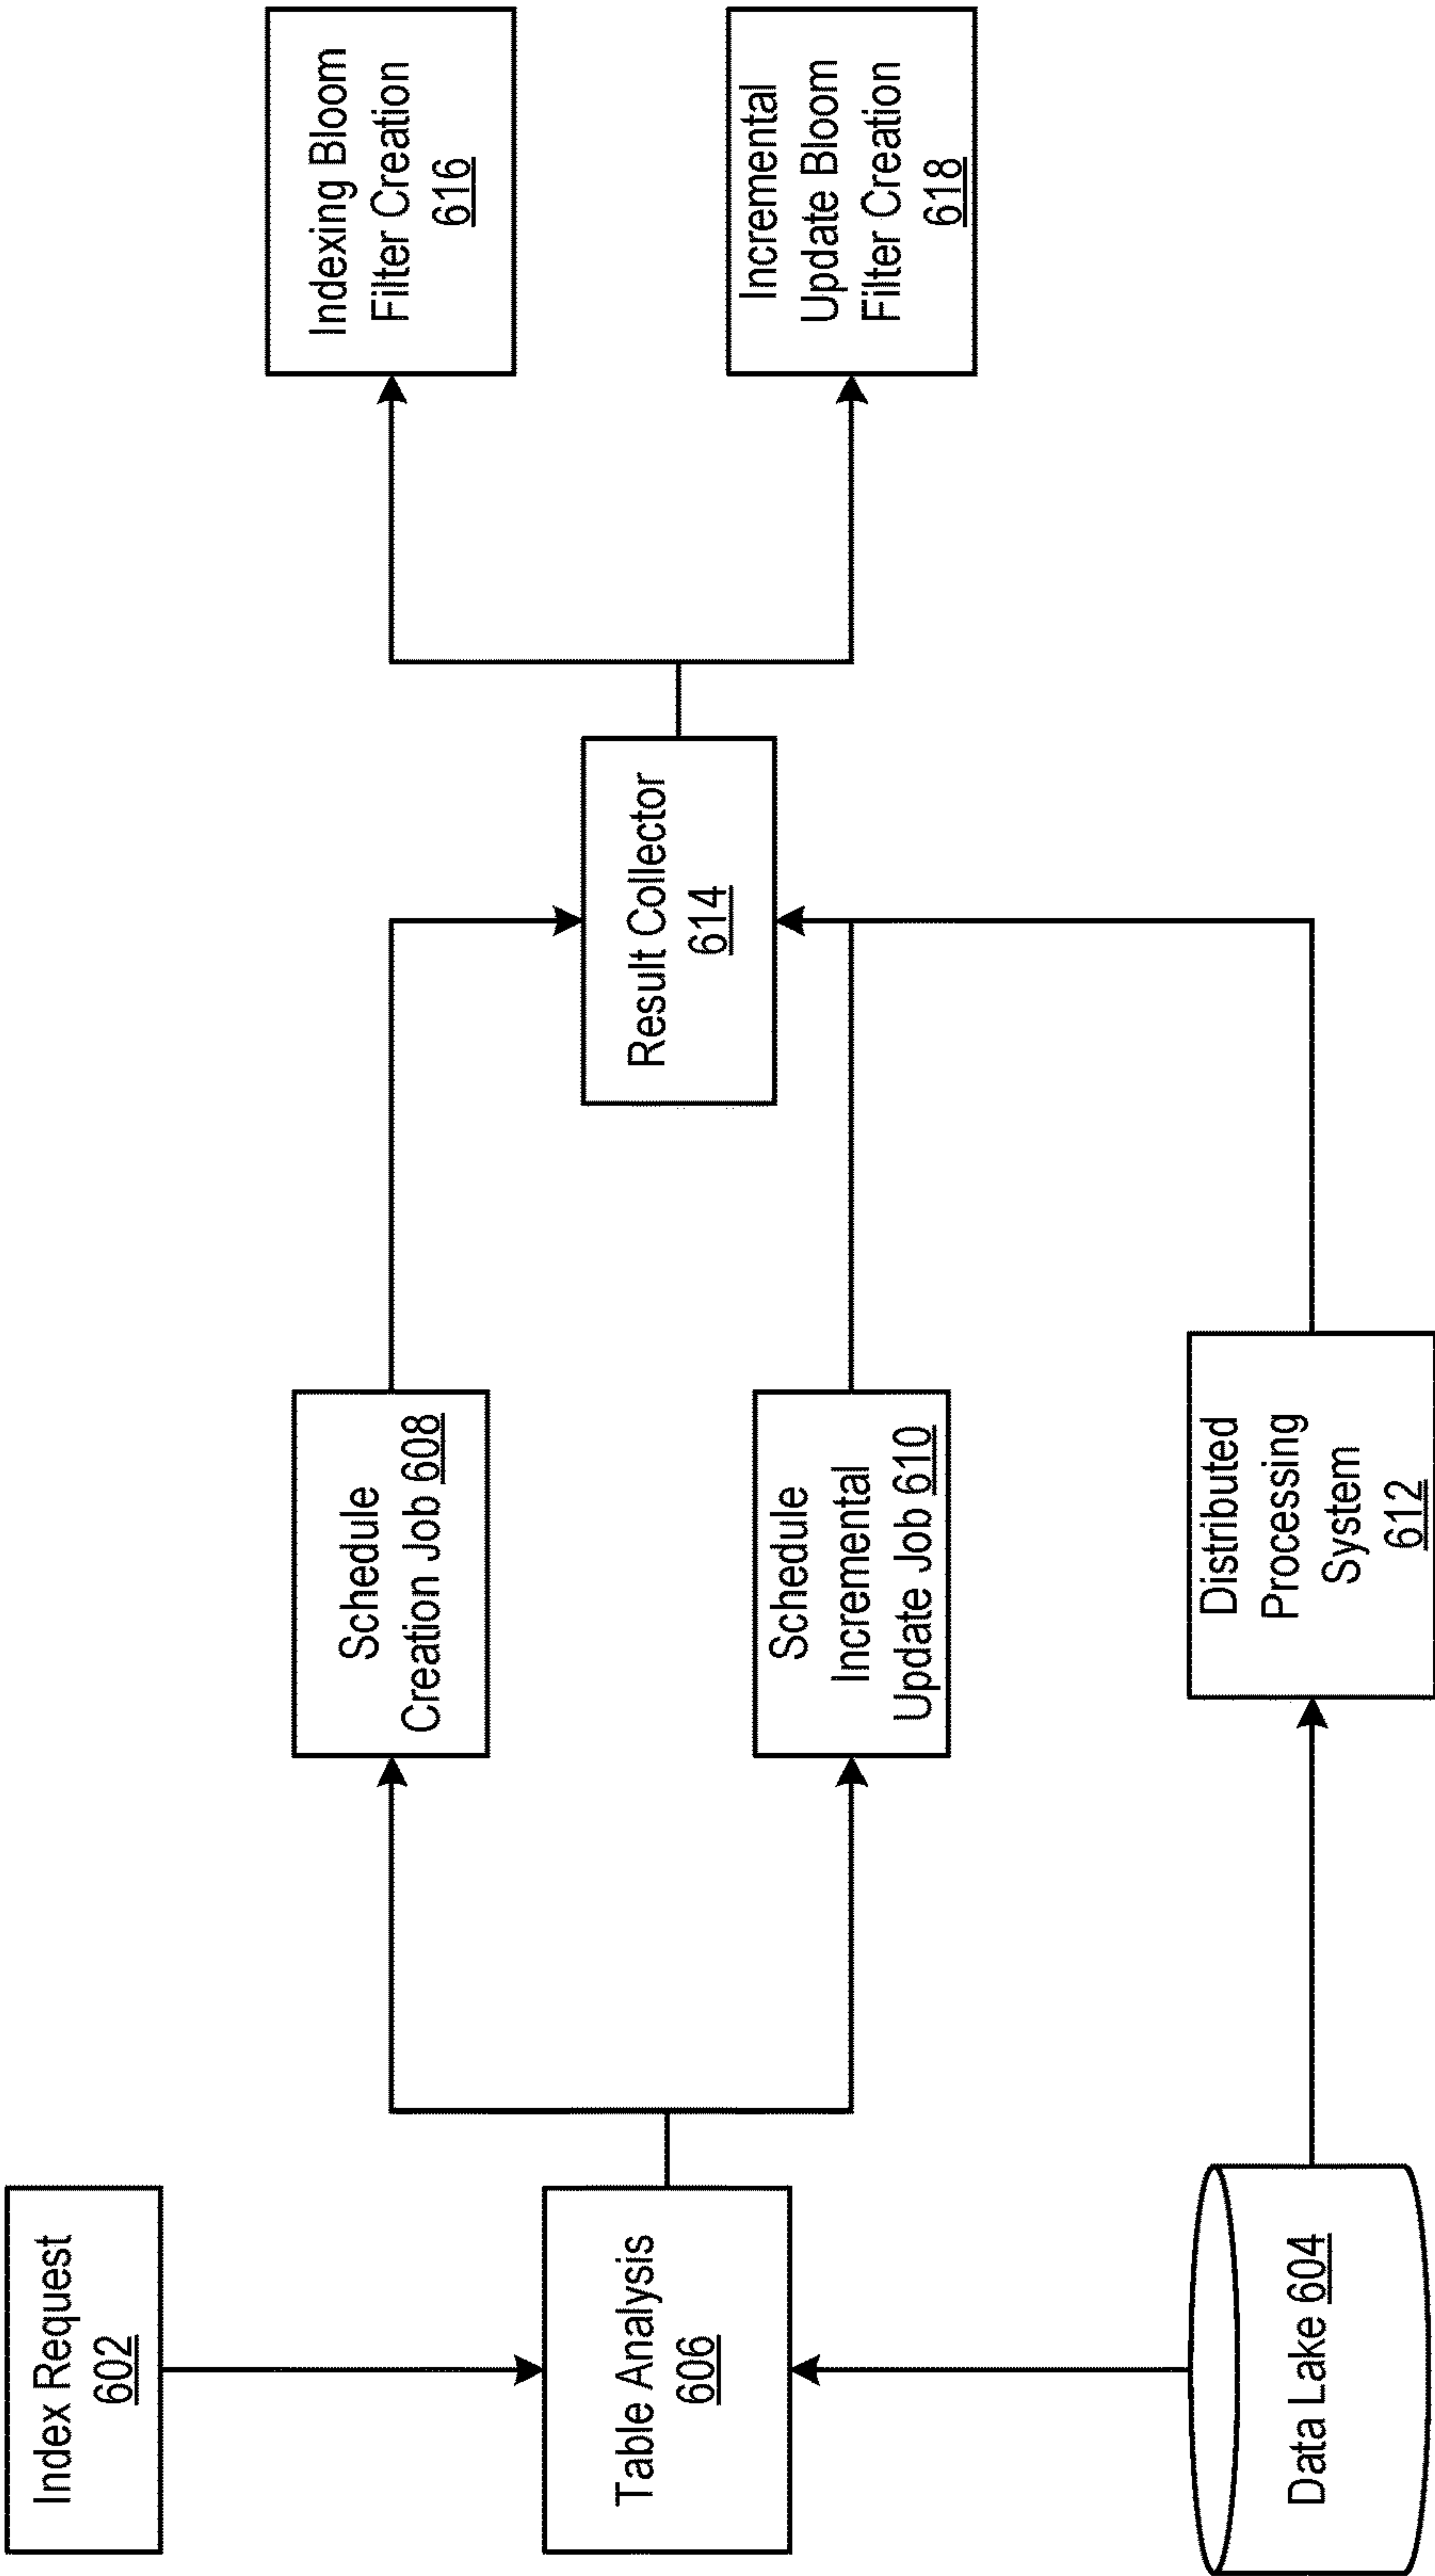 Index Request
602
Table Analysis
606
Data Lake 604
Schedule
Creation Job 608
Schedule
Incremental
Update Job 610
Distributed
Processing
System
612
Result Collector
614
Indexing Bloom
Filter Creation
616
Incremental
Update Bloom
Filter Creation
618